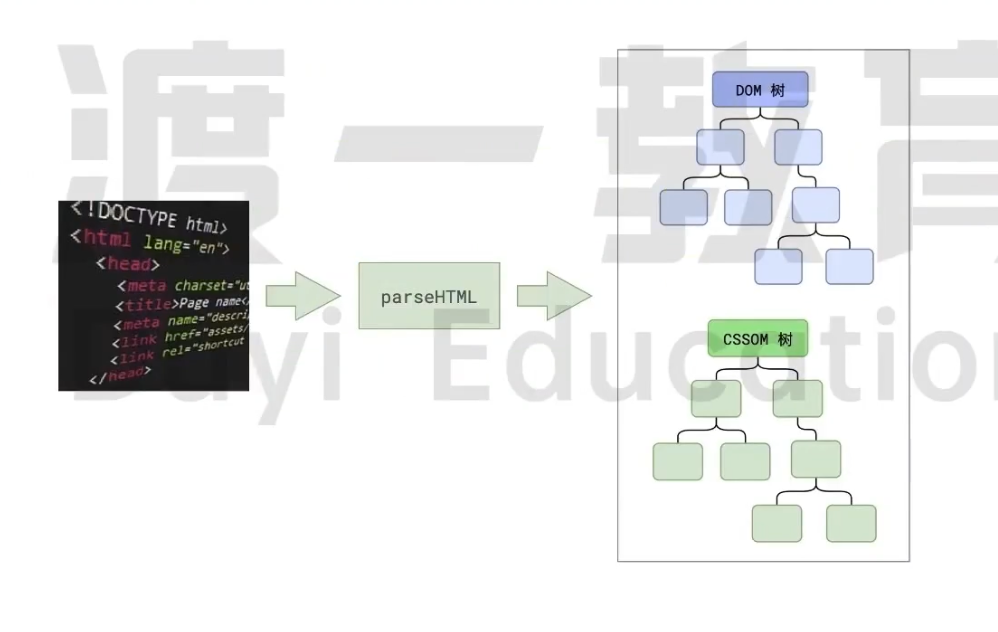 渡一教育
Duyi Education
<!DOCTYPE html>
<html lang="en">
<head>
<meta charset="ut
<title>Page name<
<meta name="descri
<link href="assets/
<link rel="shortcut
</head>
parseHTML
DOM 树
CSSOM 树